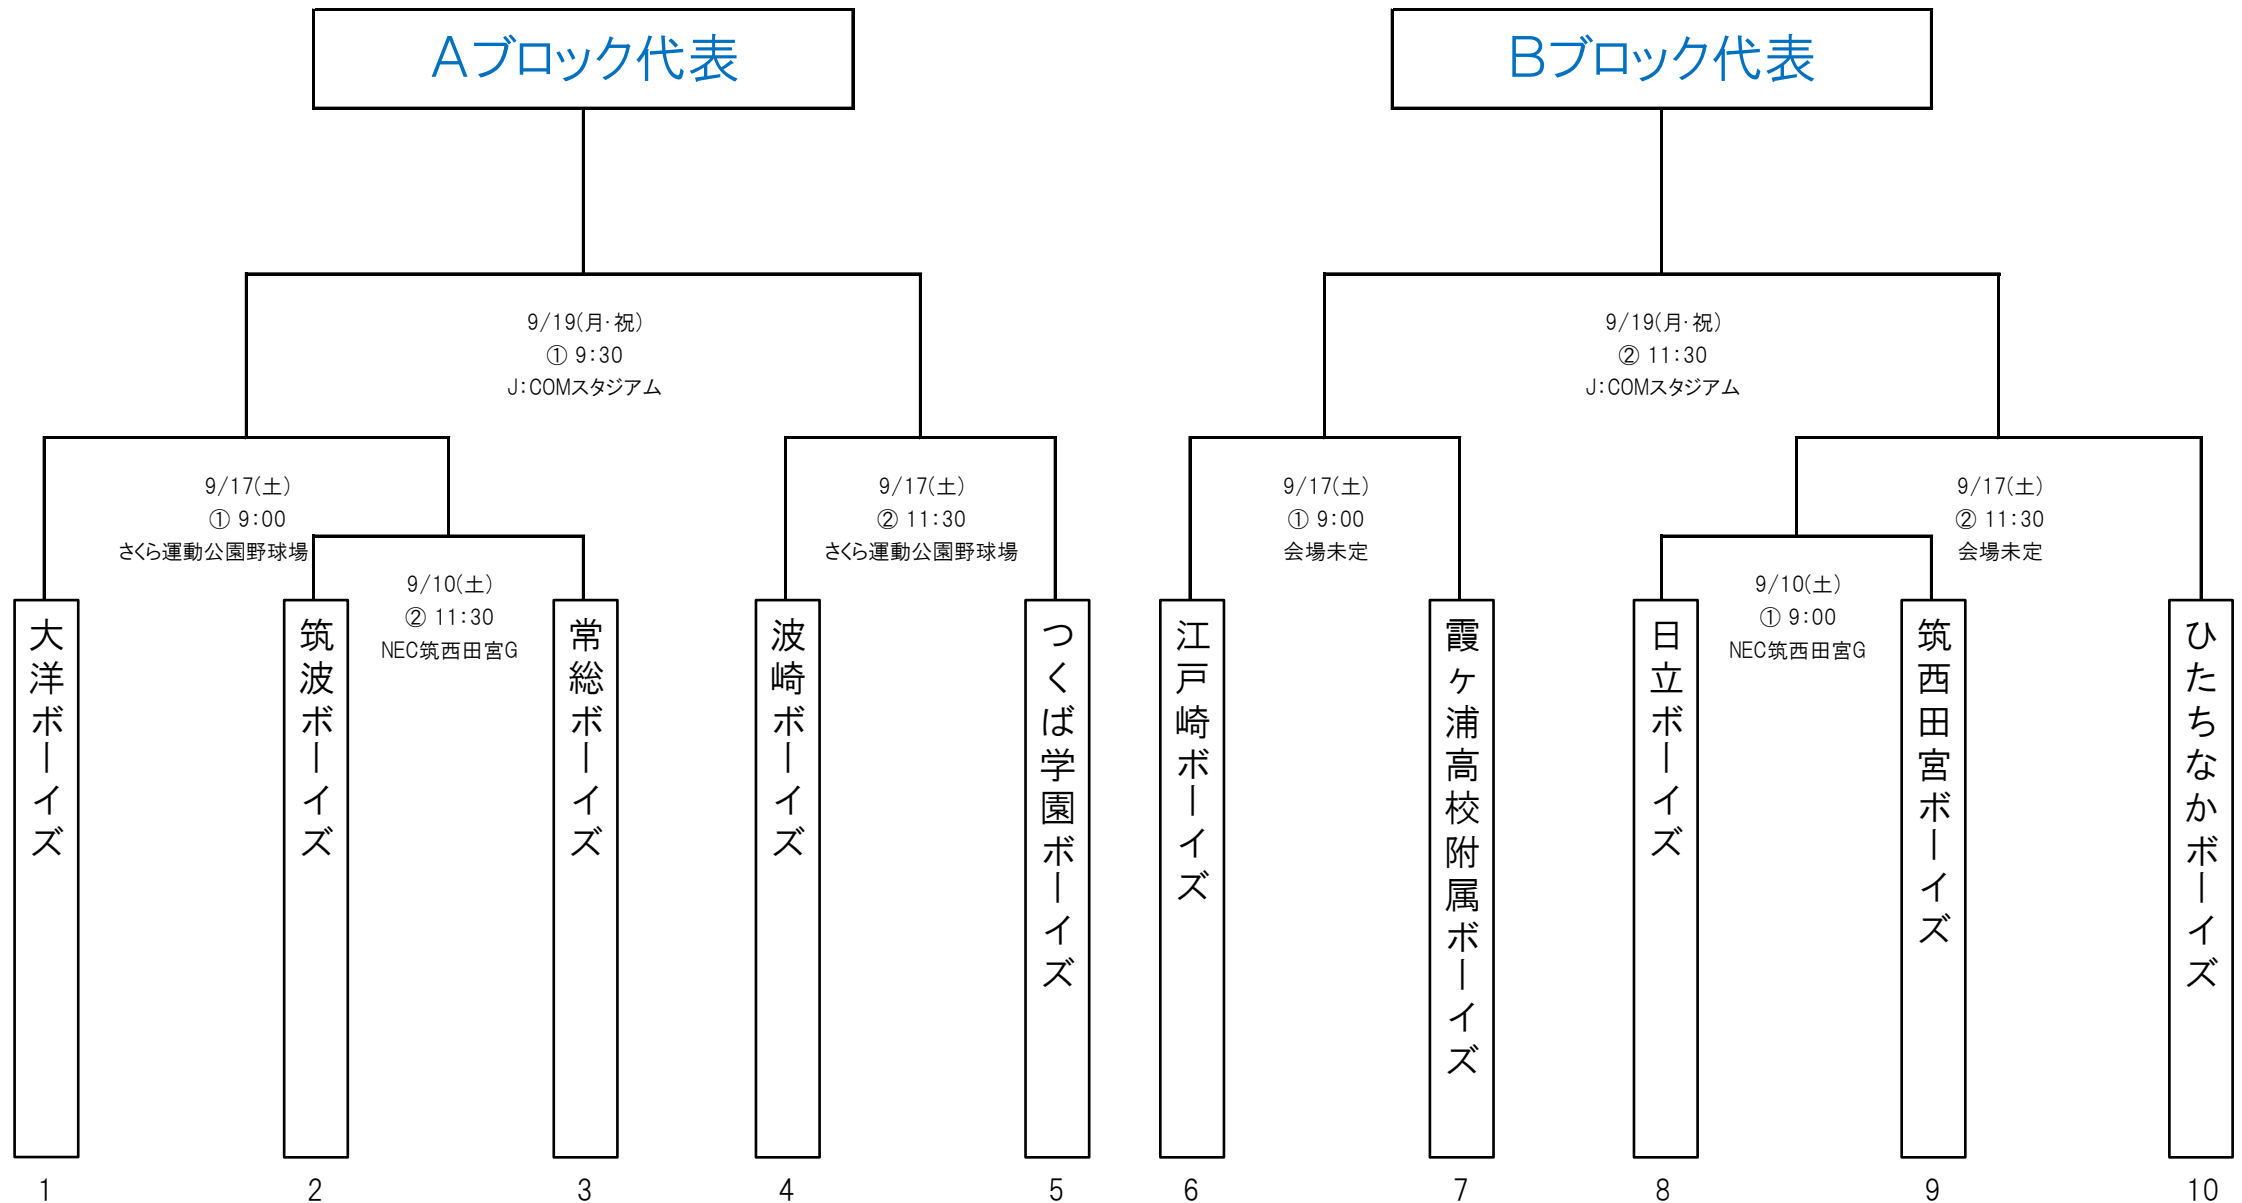 Aブロック代表
Bブロック代表
9/19(月・祝)
① 9:30
J:COMスタジアム
9/19(月・祝)
② 11:30
J:COMスタジアム
9/17(土)
① 9:00
さくら運動公園野球場
9/17(土)
② 11:30
さくら運動公園野球場
9/17(土)
① 9:00
会場未定
9/17(土)
② 11:30
会場未定
9/10(土)
② 11:30
NEC筑西田宮G
9/10(土)
① 9:00
NEC筑西田宮G
大洋ボーイズ
筑波ボーイズ
常総ボーイズ
波崎ボーイズ
つくば学園ボーイズ
江戸崎ボーイズ
霞ヶ浦高校附属ボーイズ
日立ボーイズ
筑西田宮ボーイズ
ひたちなかボーイズ
1
2
3
4
5
6
7
8
9
10